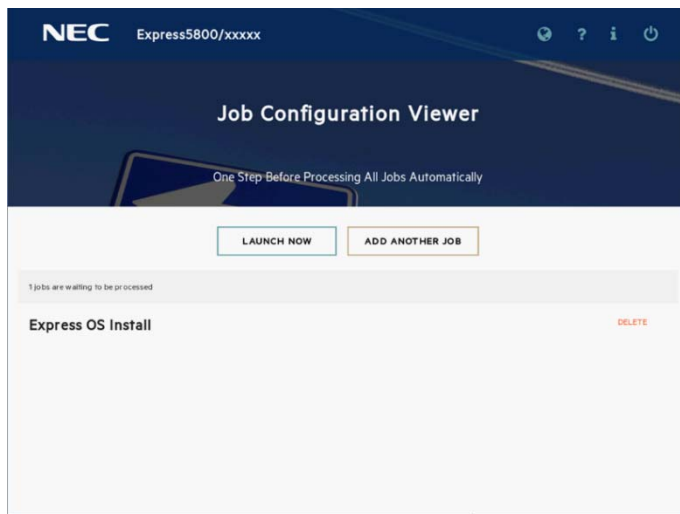 NEC Express5800/xxxxx ?
Job Configuration Viewer
One Step Before Processing All Jobs Automatically
LAUNCH NOW ADD ANOTHER JOB
1 jobs are waiting to be processed
Express OS Install DELETE